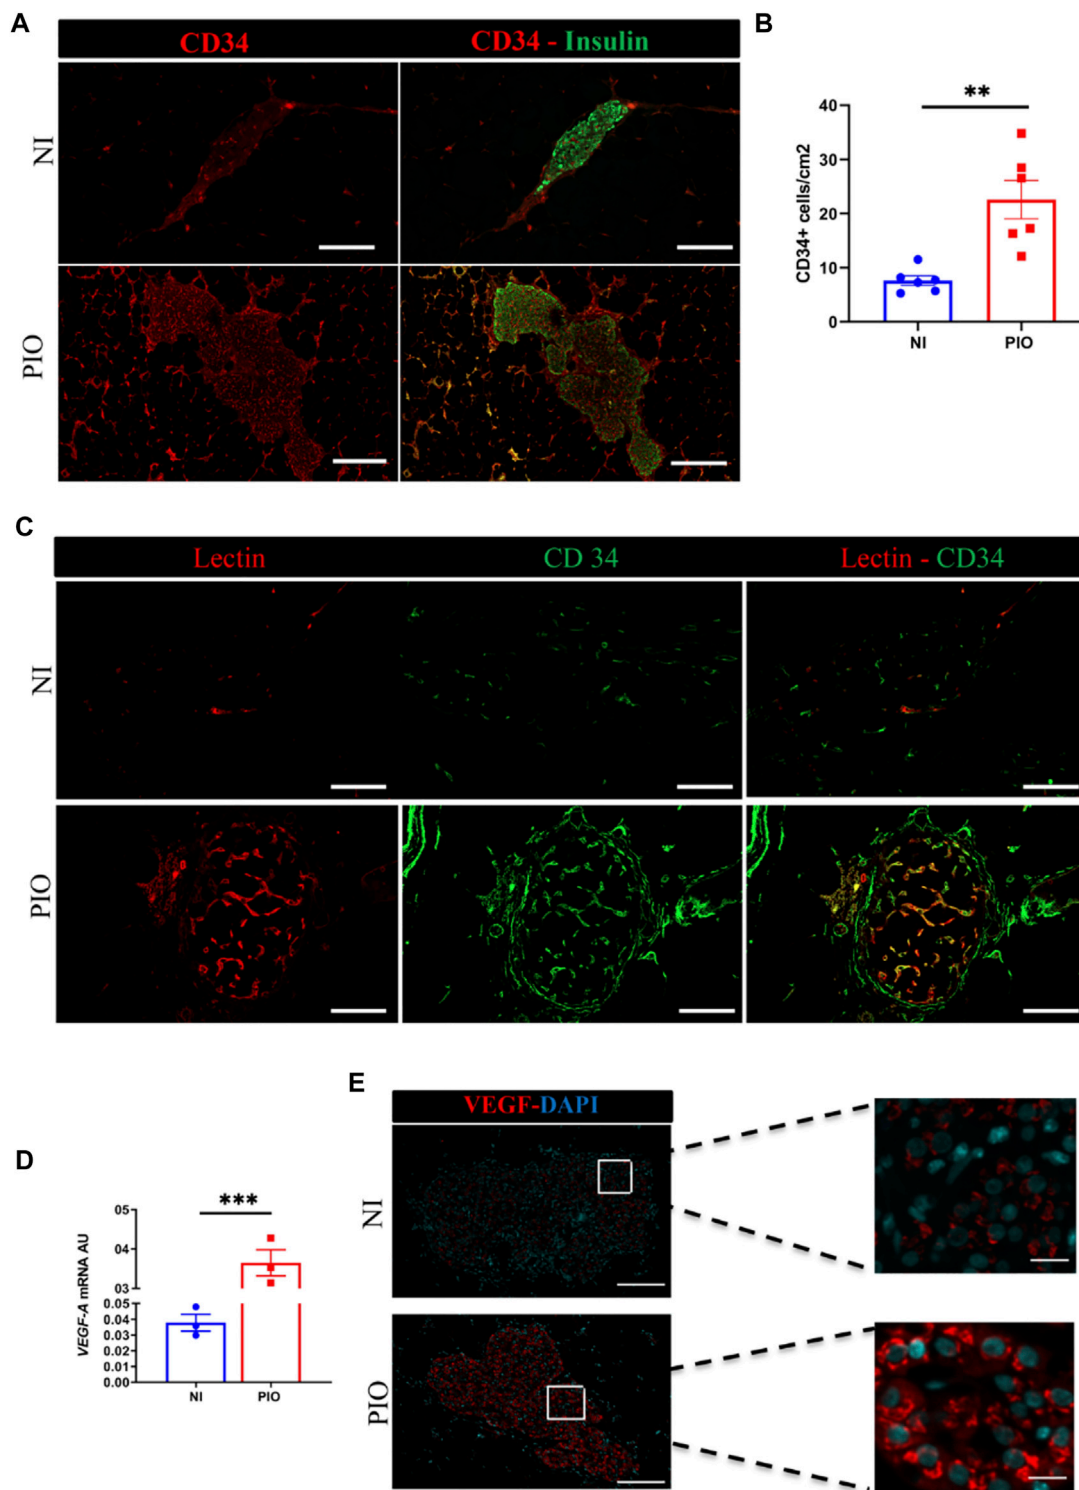 A
CD34
CD34 - Insulin
NI
PIO
B
**
40
30
20
10
0
CD34+ cells/cm2
NI
PIO
C
Lectin
CD 34
Lectin - CD34
NI
PIO
D
***
05
04
03
0.05
0.04
0.03
0.02
0.01
0.00
VEGF-A mRNA AU
NI
PIO
E
VEGF-DAPI
NI
PIO